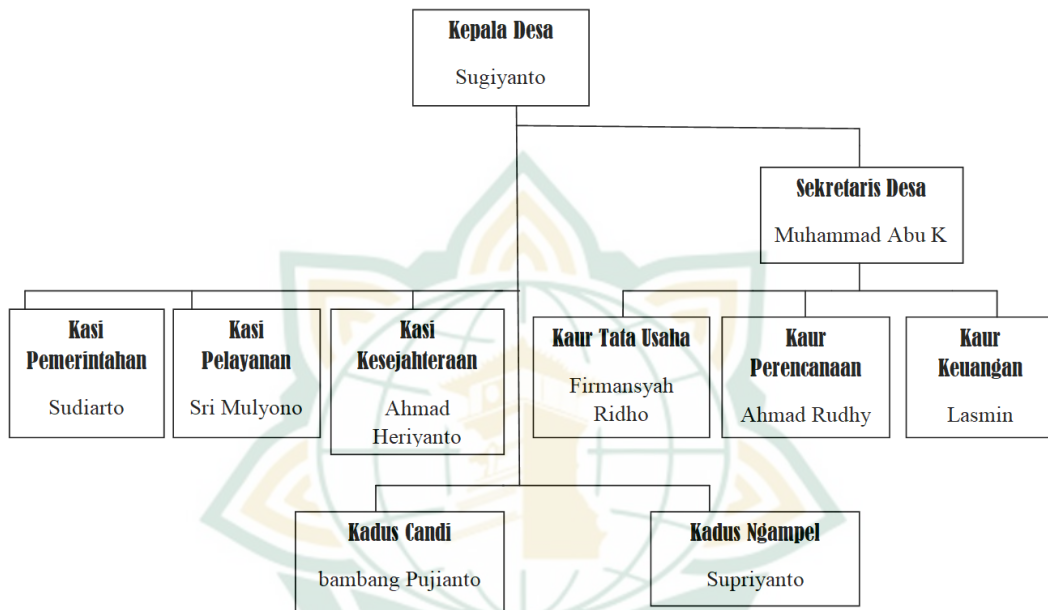 Kepala Desa
Sugiyanto
Sekretaris Desa
Muhammad Abu K
Kasi
Pemerintahan
Sudiarto
Kasi
Pelayanan
Sri Mulyono
Kasi
Kesejahteraan
Ahmad
Heriyanto
Kaur Tata Usaha
Firmansyah
Ridho
Kaur
Perencanaan
Ahmad Rudhy
Kaur
Keuangan
Lasmin
Kadus Candi
bambang Pujianto
Kadus Ngampel
Supriyanto